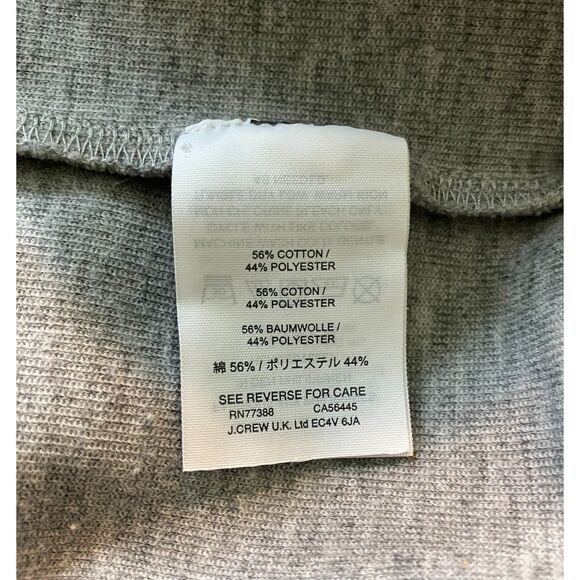 56% COTTON /
44% POLYESTER
56% COTON /
44% POLYESTER
56% BAUMWOLLE /
44% POLYESTER
綿 56% / ポリエステル 44%
SEE REVERSE FOR CARE
RN77388 CA56445
J.CREW U.K. Ltd EC4V 6JA